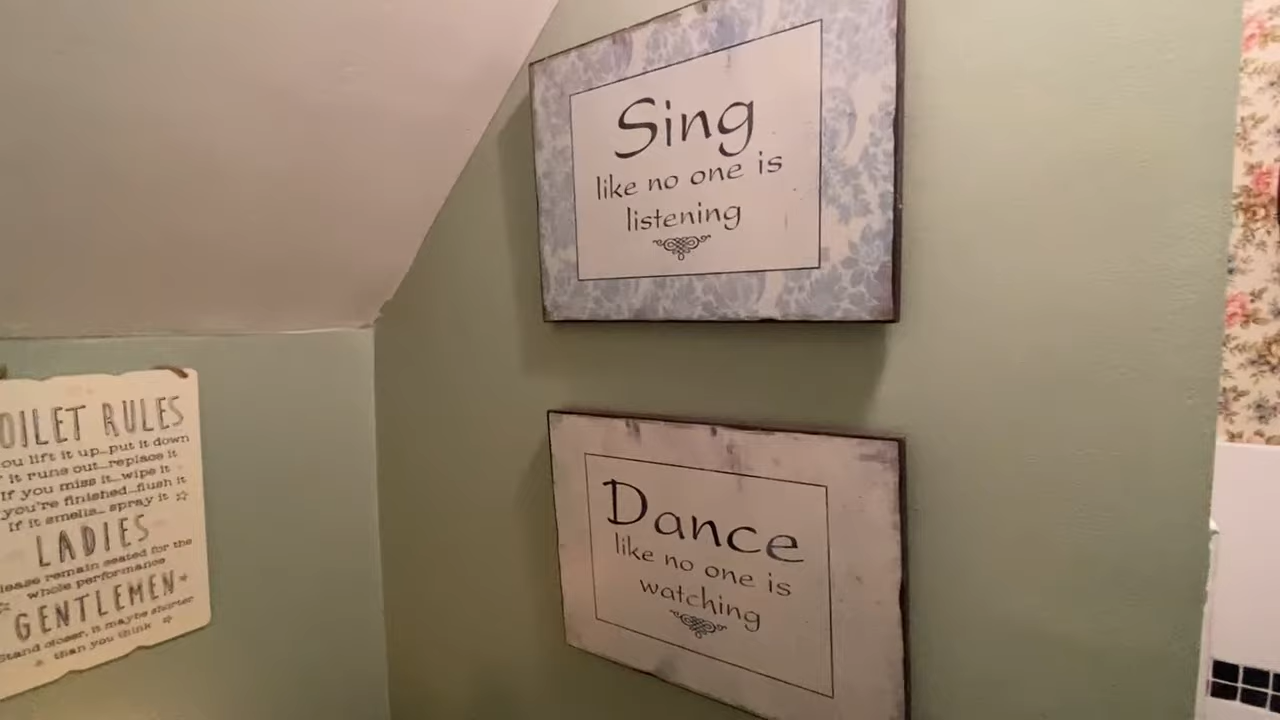 Sing
like no one is
listening
Dance
like no one is
watching
OILET RULES
ou lift it up...put it down
it runs out...replace it
If you miss it...wipe it
you're finished...flush it
If it smells... spray it
LADIES
lease remain seated for the
whole performance
GENTLEMEN
Stand closer, it maybe shorter
than you think